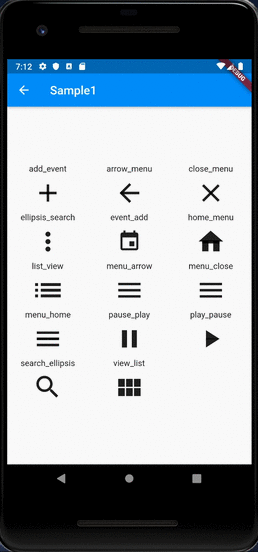 7:12
DEBUG
Sample1
add_event arrow_menu close_menu
ellipsis_search event_add home_menu
list_view menu_arrow menu_close
menu_home pause_play play_pause
search_ellipsis view_list